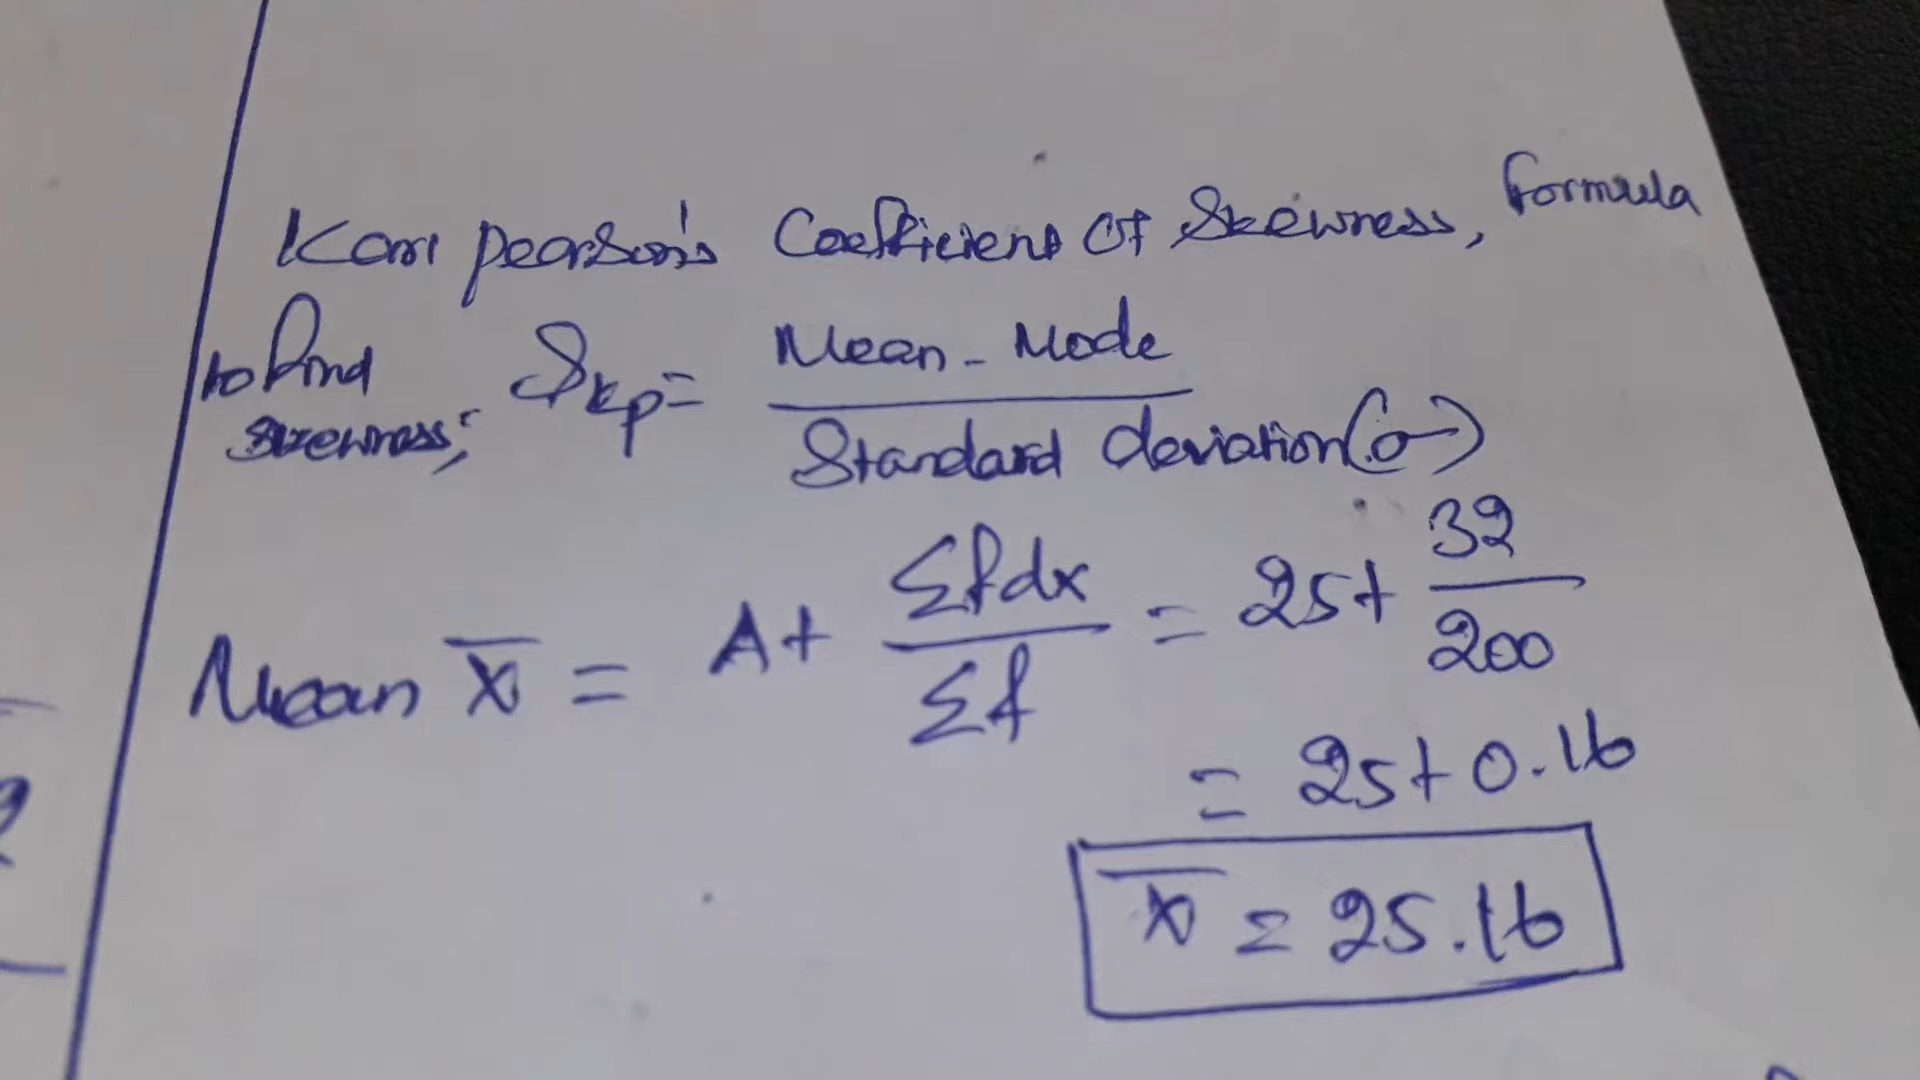 Karl pearson's Coefficient Of Skewness, formula
to find skewness; Skp = Mean - Mode / Standard deviation(σ)
Mean x̄ = A+ Σfdx / Σf = 25+ 32 / 200
= 25+0.16
x̄ = 25.16